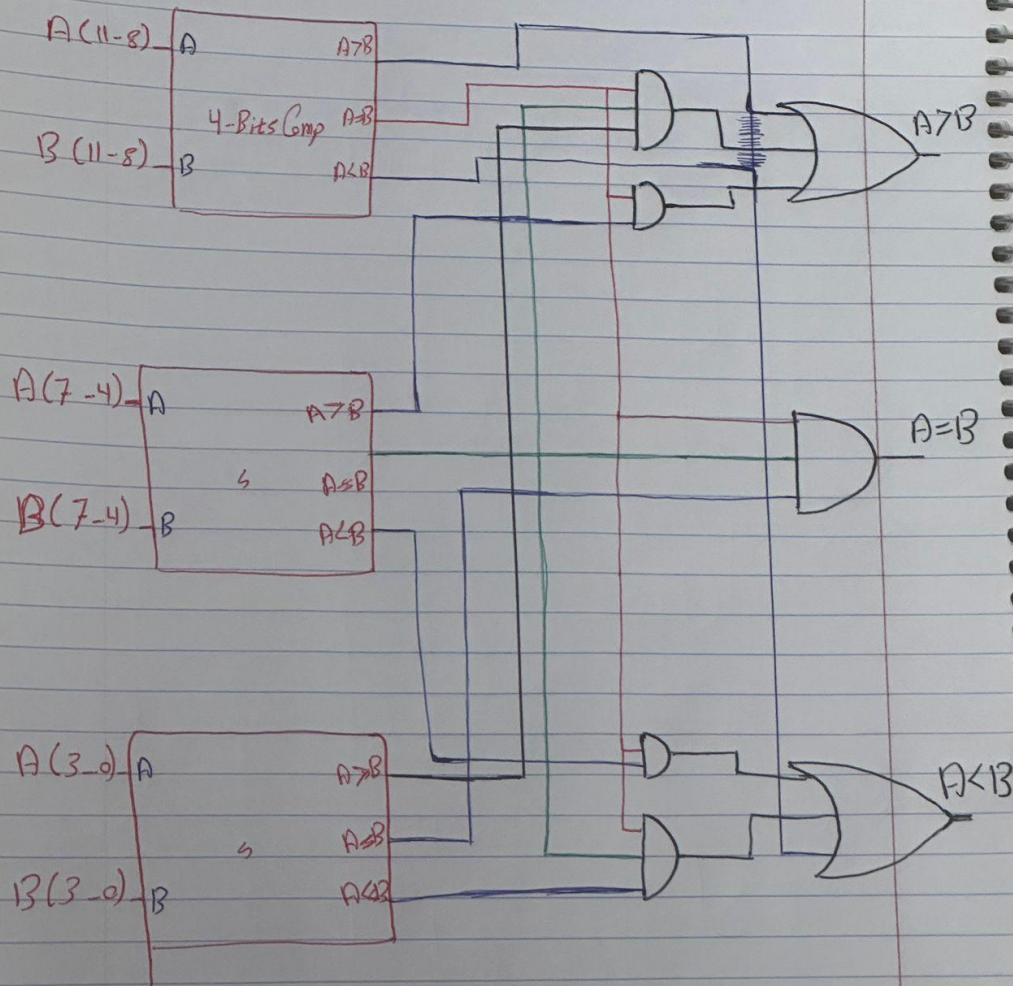 A(11-8)
A
A>B
4-Bits Comp
A=B
B(11-8)
B
A<B
A>B
A(7-4)
A
A>B
A=B
B(7-4)
B
A<B
A=B
A(3-0)
A
A>B
A=B
B(3-0)
B
A<B
A<B